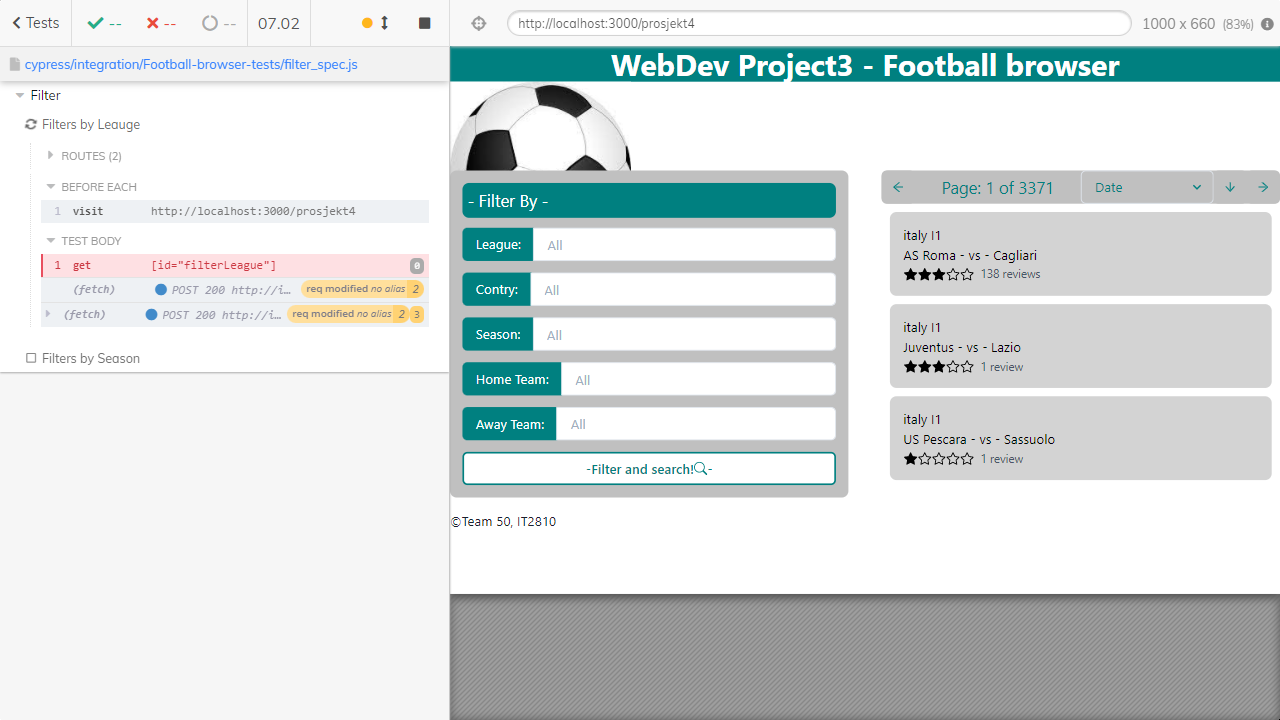 Tests
--
--
--
07.02
http://localhost:3000/prosjekt4
1000 x 660 (83%)
cypress/integration/Football-browser-tests/filter_spec.js
Filter
Filters by Leauge
ROUTES (2)
BEFORE EACH
1 visit http://localhost:3000/prosjekt4
TEST BODY
1 get [id="filterLeague"] 0
(fetch) POST 200 http://i… req modified no alias 2
(fetch) POST 200 http://i… req modified no alias 2 3
Filters by Season
WebDev Project3 - Football browser
- Filter By -
League: All
Contry: All
Season: All
Home Team: All
Away Team: All
-Filter and search! -
©Team 50, IT2810
Page: 1 of 3371
Date
italy I1
AS Roma - vs - Cagliari
138 reviews
italy I1
Juventus - vs - Lazio
1 review
italy I1
US Pescara - vs - Sassuolo
1 review